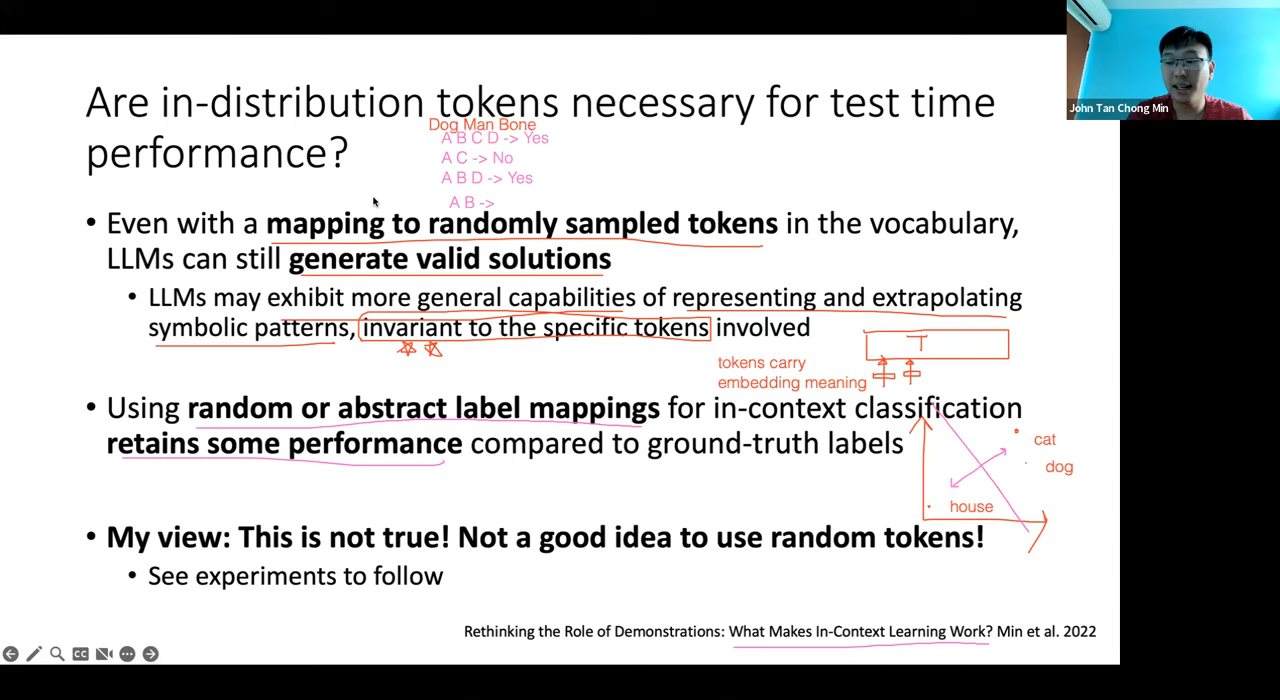 John Tan Chong Min
Are in-distribution tokens necessary for test time
performance?
Dog Man Bone
A B C D -> Yes
A C -> No
A B D -> Yes
A B ->
• Even with a mapping to randomly sampled tokens in the vocabulary,
LLMs can still generate valid solutions
• LLMs may exhibit more general capabilities of representing and extrapolating
symbolic patterns, invariant to the specific tokens involved
T
tokens carry
embedding meaning
• Using random or abstract label mappings for in-context classification
retains some performance compared to ground-truth labels
cat
dog
house
• My view: This is not true! Not a good idea to use random tokens!
• See experiments to follow
Rethinking the Role of Demonstrations: What Makes In-Context Learning Work? Min et al. 2022
CC